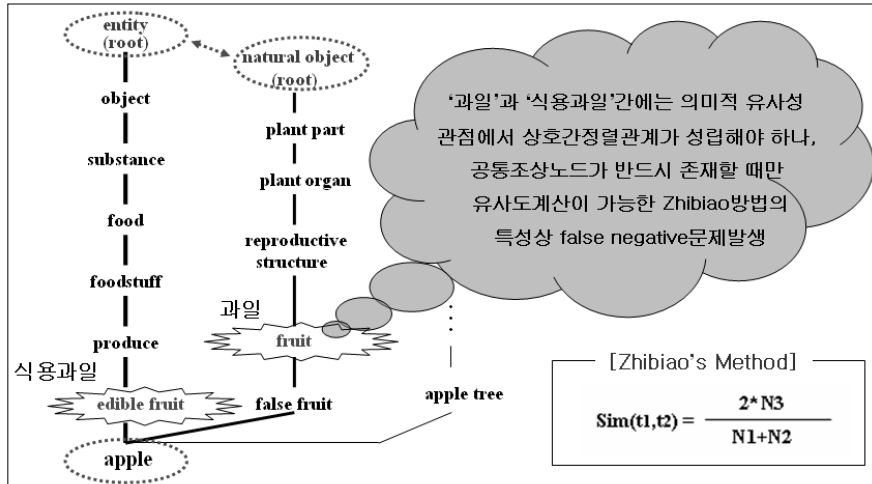 entity
(root)
object
substance
food
foodstuff
produce
식용과일
edible fruit
apple
natural object
(root)
plant part
plant organ
reproductive
structure
과일
fruit
false fruit
apple tree
‘과일’과 ‘식용과일’간에는 의미적 유사성
관점에서 상호간정렬관계가 성립해야 하나,
공통조상노드가 반드시 존재할 때만
유사도계산이 가능한 Zhibiao방법의
특성상 false negative문제발생
[Zhibiao's Method]
Sim(t1,t2) = 2* N3
N1+N2